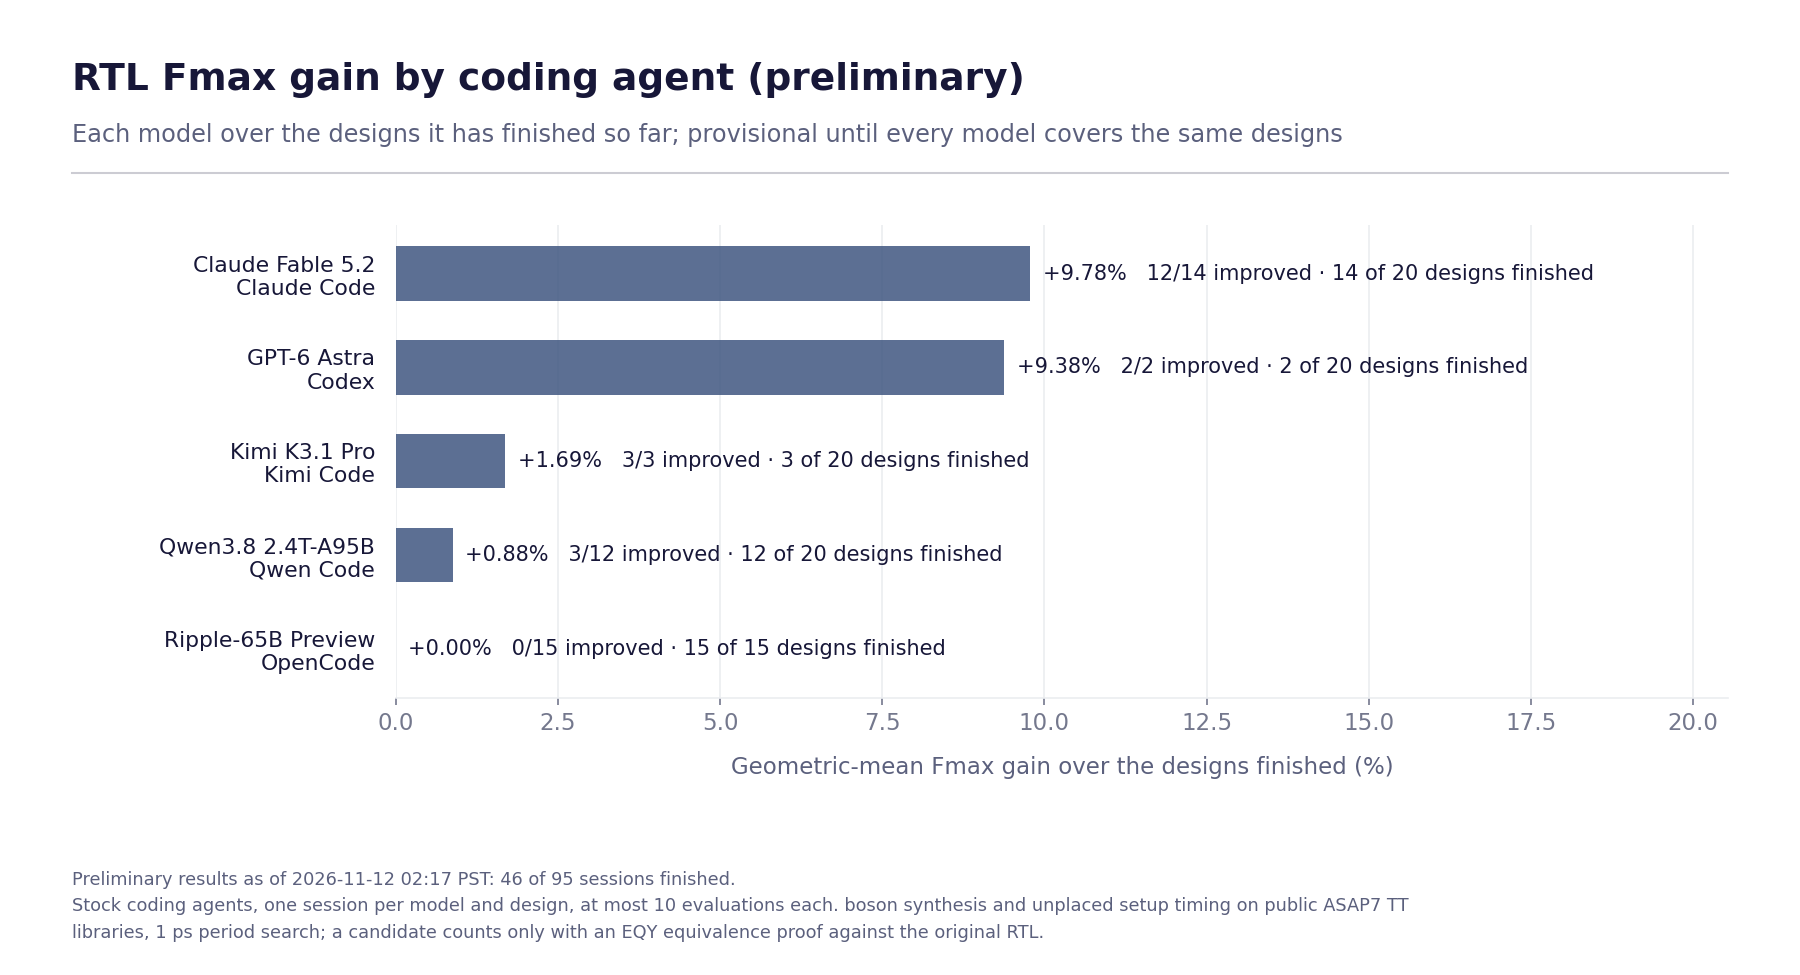 RTL Fmax gain by coding agent (preliminary)
Each model over the designs it has finished so far; provisional until every model covers the same designs
Claude Fable 5.2
Claude Code
+9.78%   12/14 improved · 14 of 20 designs finished
GPT-6 Astra
Codex
+9.38%   2/2 improved · 2 of 20 designs finished
Kimi K3.1 Pro
Kimi Code
+1.69%   3/3 improved · 3 of 20 designs finished
Qwen3.8 2.4T-A95B
Qwen Code
+0.88%   3/12 improved · 12 of 20 designs finished
Ripple-65B Preview
OpenCode
+0.00%   0/15 improved · 15 of 15 designs finished
0.0 2.5 5.0 7.5 10.0 12.5 15.0 17.5 20.0
Geometric-mean Fmax gain over the designs finished (%)
Preliminary results as of 2026-11-12 02:17 PST: 46 of 95 sessions finished.
Stock coding agents, one session per model and design, at most 10 evaluations each. boson synthesis and unplaced setup timing on public ASAP7 TT
libraries, 1 ps period search; a candidate counts only with an EQY equivalence proof against the original RTL.